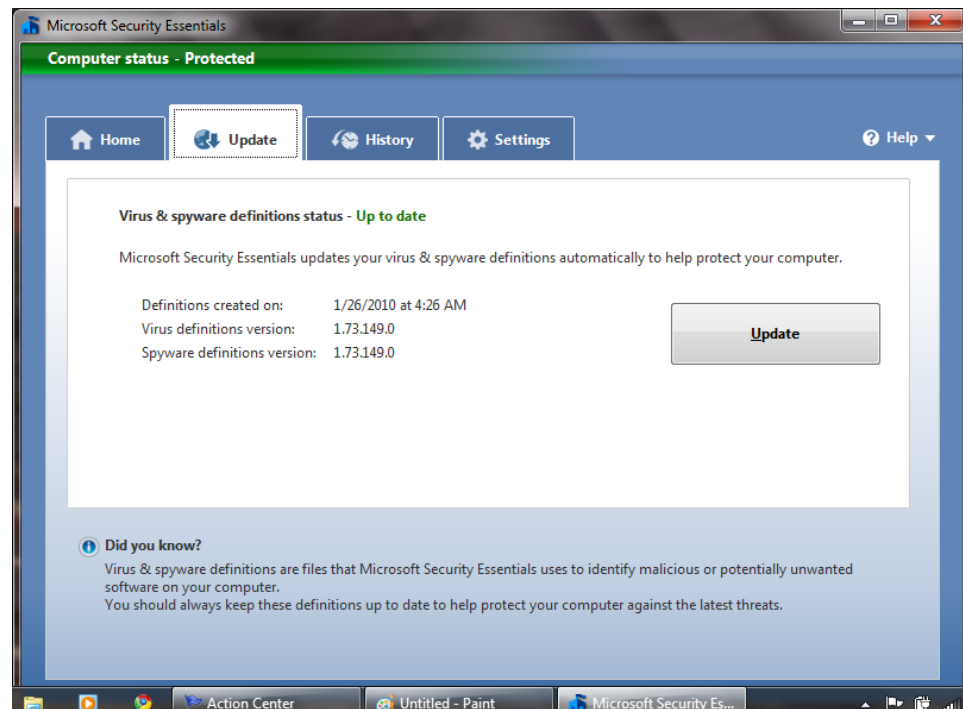 Microsoft Security Essentials
Computer status - Protected
Home
Update
History
Settings
Help
Virus & spyware definitions status - Up to date
Microsoft Security Essentials updates your virus & spyware definitions automatically to help protect your computer.
Definitions created on: 1/26/2010 at 4:26 AM
Virus definitions version: 1.73.149.0
Spyware definitions version: 1.73.149.0
Update
Did you know?
Virus & spyware definitions are files that Microsoft Security Essentials uses to identify malicious or potentially unwanted
software on your computer.
You should always keep these definitions up to date to help protect your computer against the latest threats.
Action Center
Untitled - Paint
Microsoft Security Es...